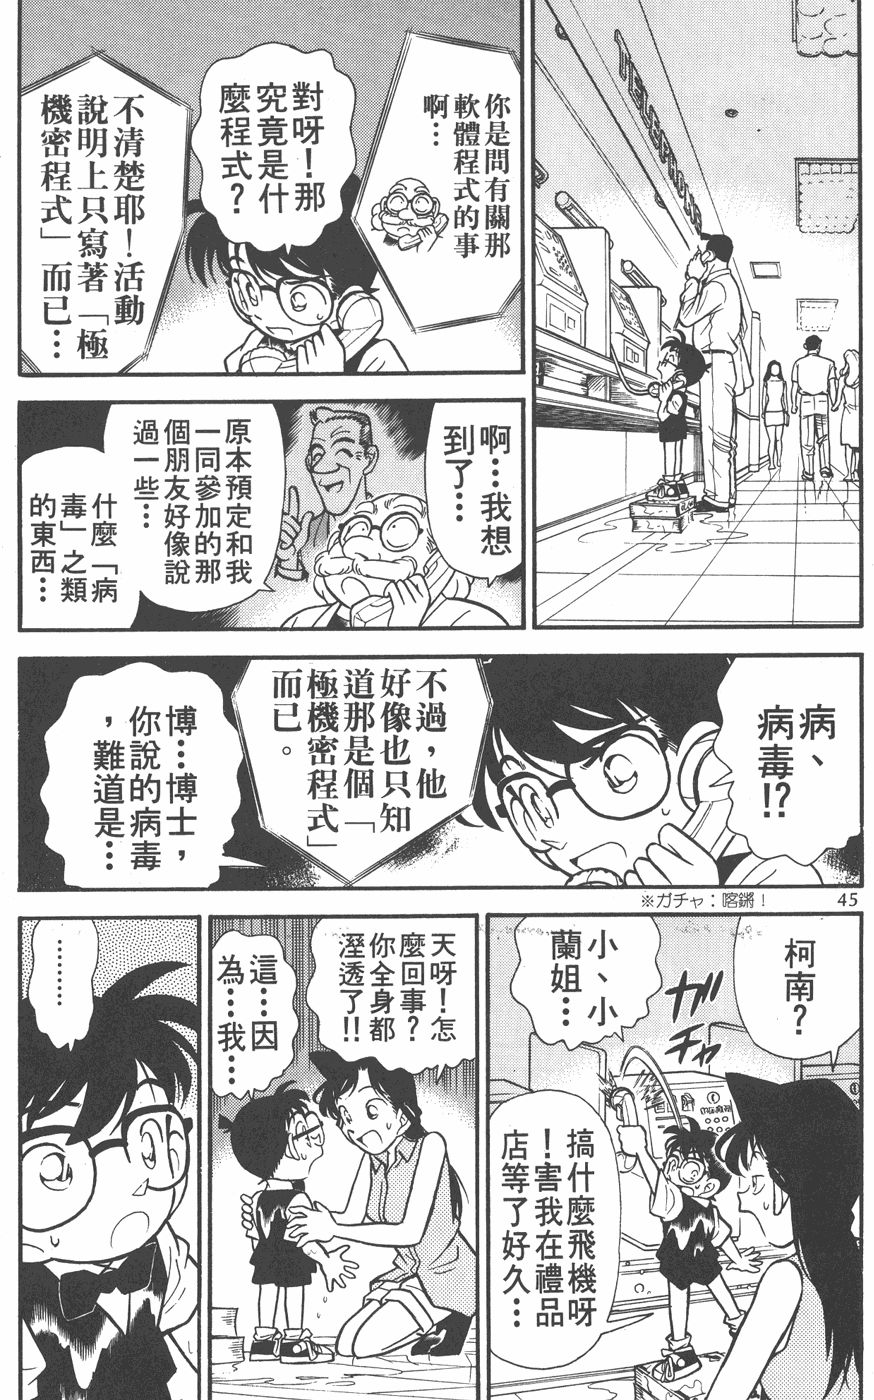 TELEPHONE
你是問有關那
軟體程式的事
啊…
對呀！那
究竟是什
麼程式？
不清楚耶！活動
說明上只寫著「極
機密程式」而已…
啊…我想
到了…
原本預定和我
一同參加的那
個朋友好像說
過一些…
什麼「病
毒」之類
的東西…
病、
病毒!?
不過，他
好像也只知
道那是個「
極機密程式」
而已。
博…博士，
你說的病毒
，難道是…
※ガチャ：喀鏘！
45
柯南？
小、小
蘭姐…
ガチャ
搞什麼飛機呀
！害我在禮品
店等了好久…
天呀！怎
麼回事？
你全身都
溼透了!!
這…因
為…我…
………